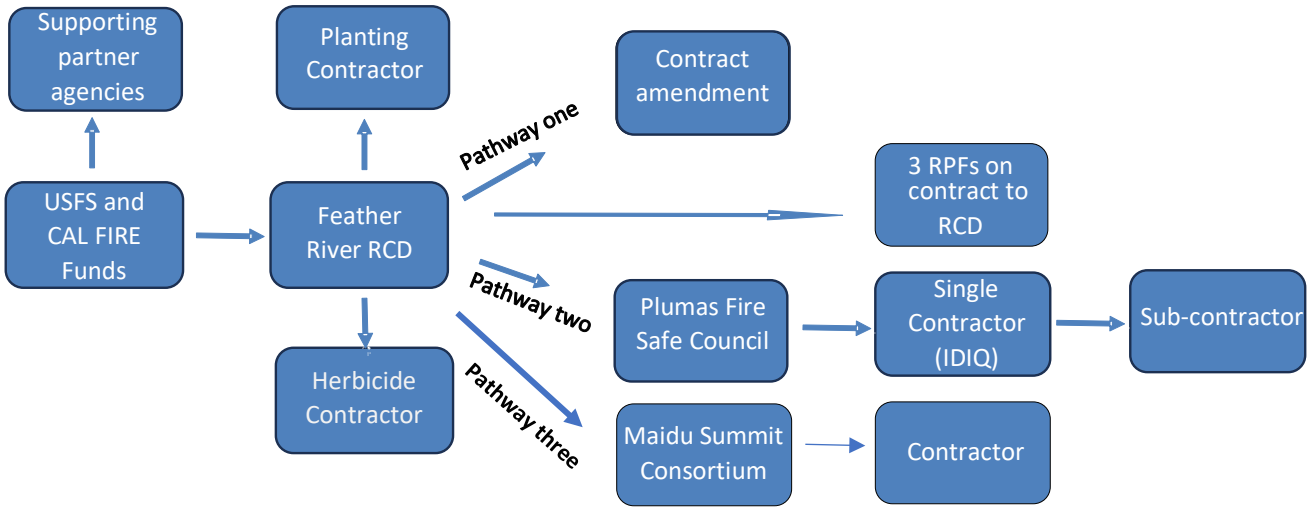 Supporting
partner
agencies
Planting
Contractor
Contract
amendment
Pathway one
3 RPFs on
contract to
RCD
USFS and
CAL FIRE
Funds
Feather
River RCD
Pathway two
Plumas Fire
Safe Council
Single
Contractor
(IDIQ)
Sub-contractor
Herbicide
Contractor
Pathway three
Maidu Summit
Consortium
Contractor